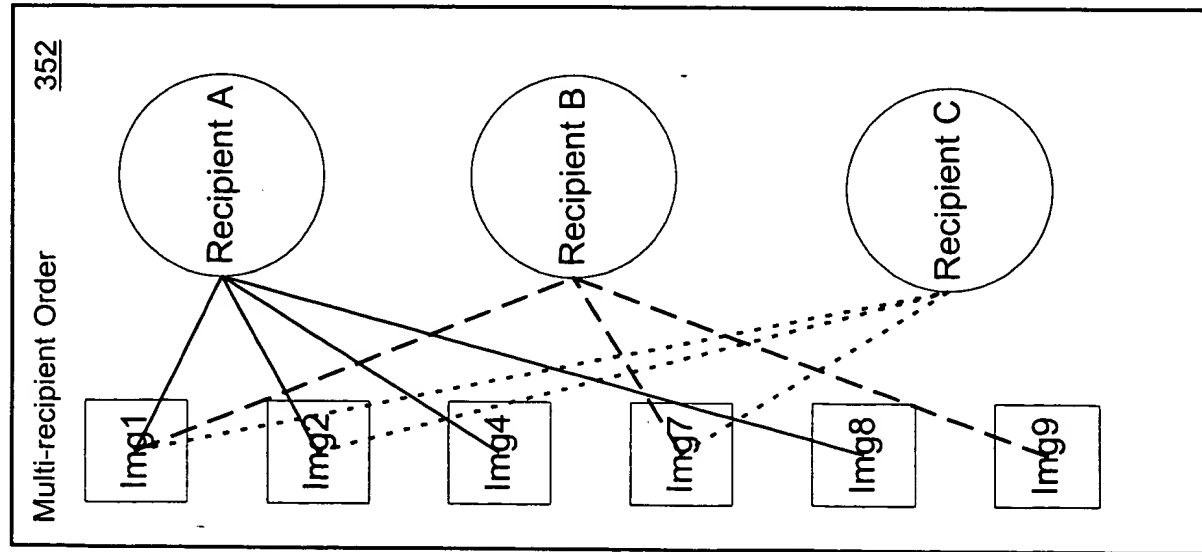 Multi-recipient Order
352
Img1
Recipient A
Img2
Img4
Recipient B
Img7
Img8
Recipient C
Img9